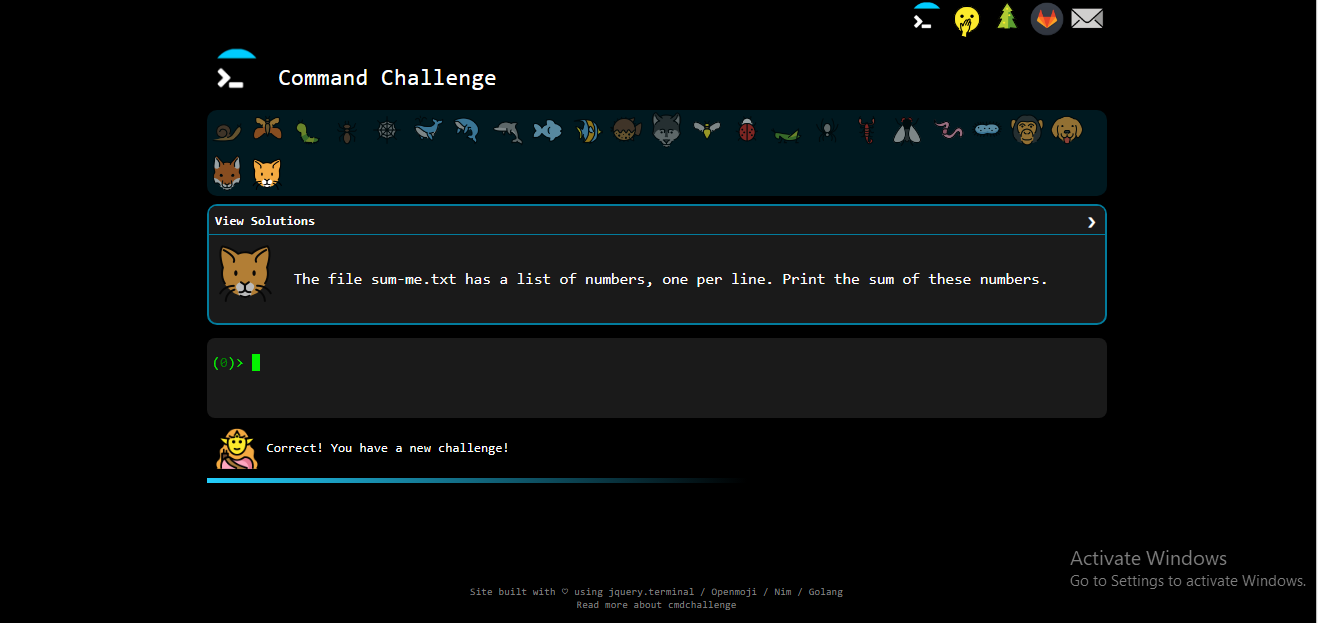 Command Challenge
View Solutions
The file sum-me.txt has a list of numbers, one per line. Print the sum of these numbers.
(0)>
Correct! You have a new challenge!
Activate Windows
Go to Settings to activate Windows.
Site built with ♡ using jquery.terminal / Openmoji / Nim / Golang
Read more about cmdchallenge